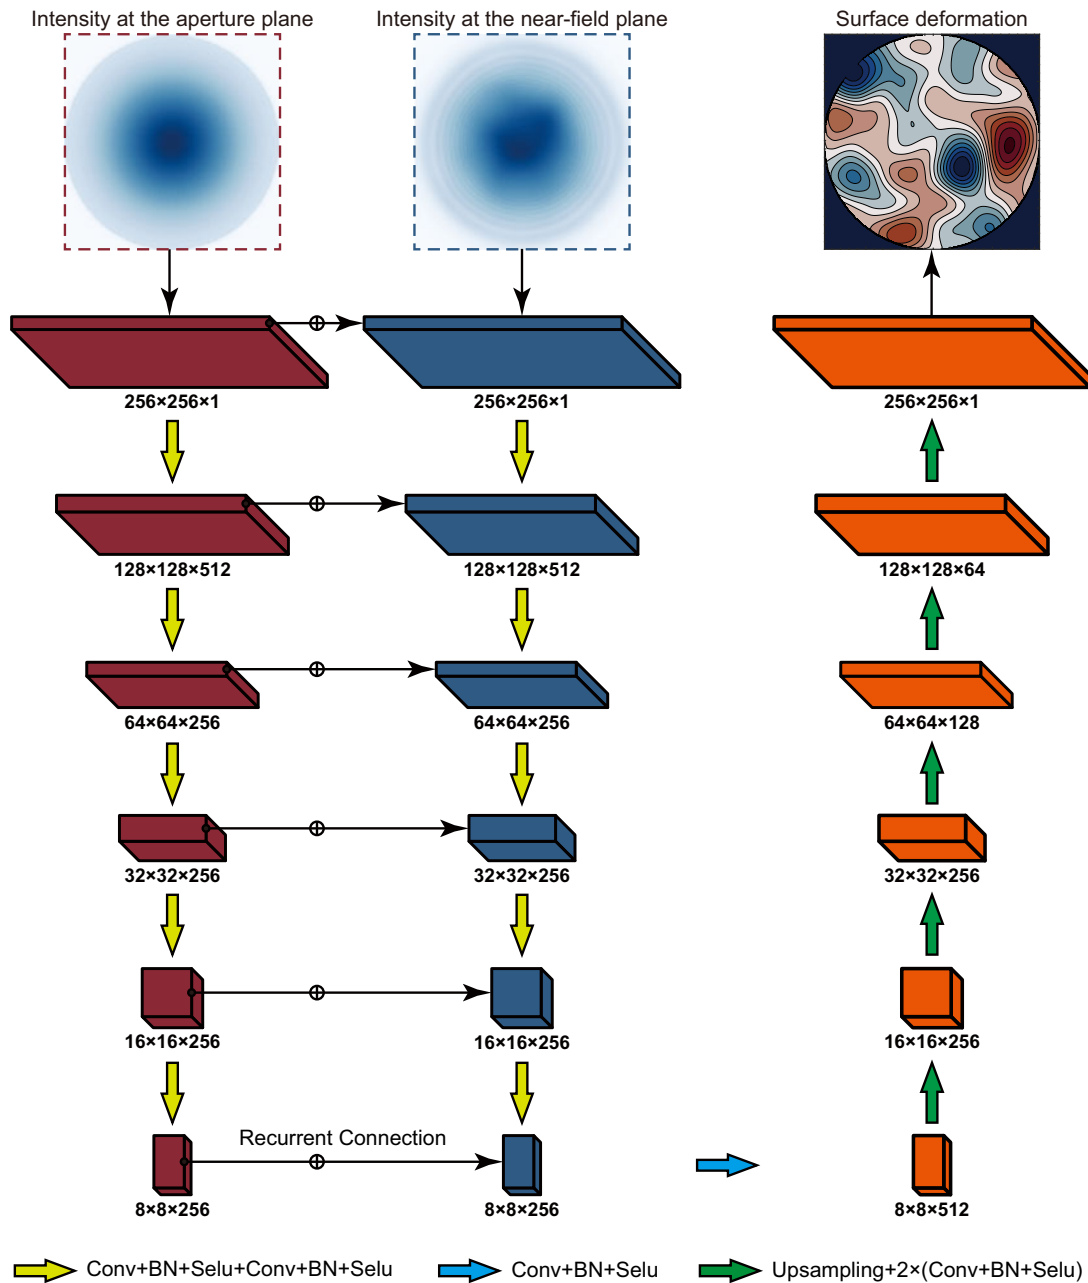 Intensity at the aperture plane
Intensity at the near-field plane
Surface deformation
256×256×1
256×256×1
256×256×1
128×128×512
128×128×512
128×128×64
64×64×256
64×64×256
64×64×128
32×32×256
32×32×256
32×32×256
16×16×256
16×16×256
16×16×256
Recurrent Connection
8×8×256
8×8×256
8×8×512
Conv+BN+Selu+Conv+BN+Selu
Conv+BN+Selu
Upsampling+2×(Conv+BN+Selu)